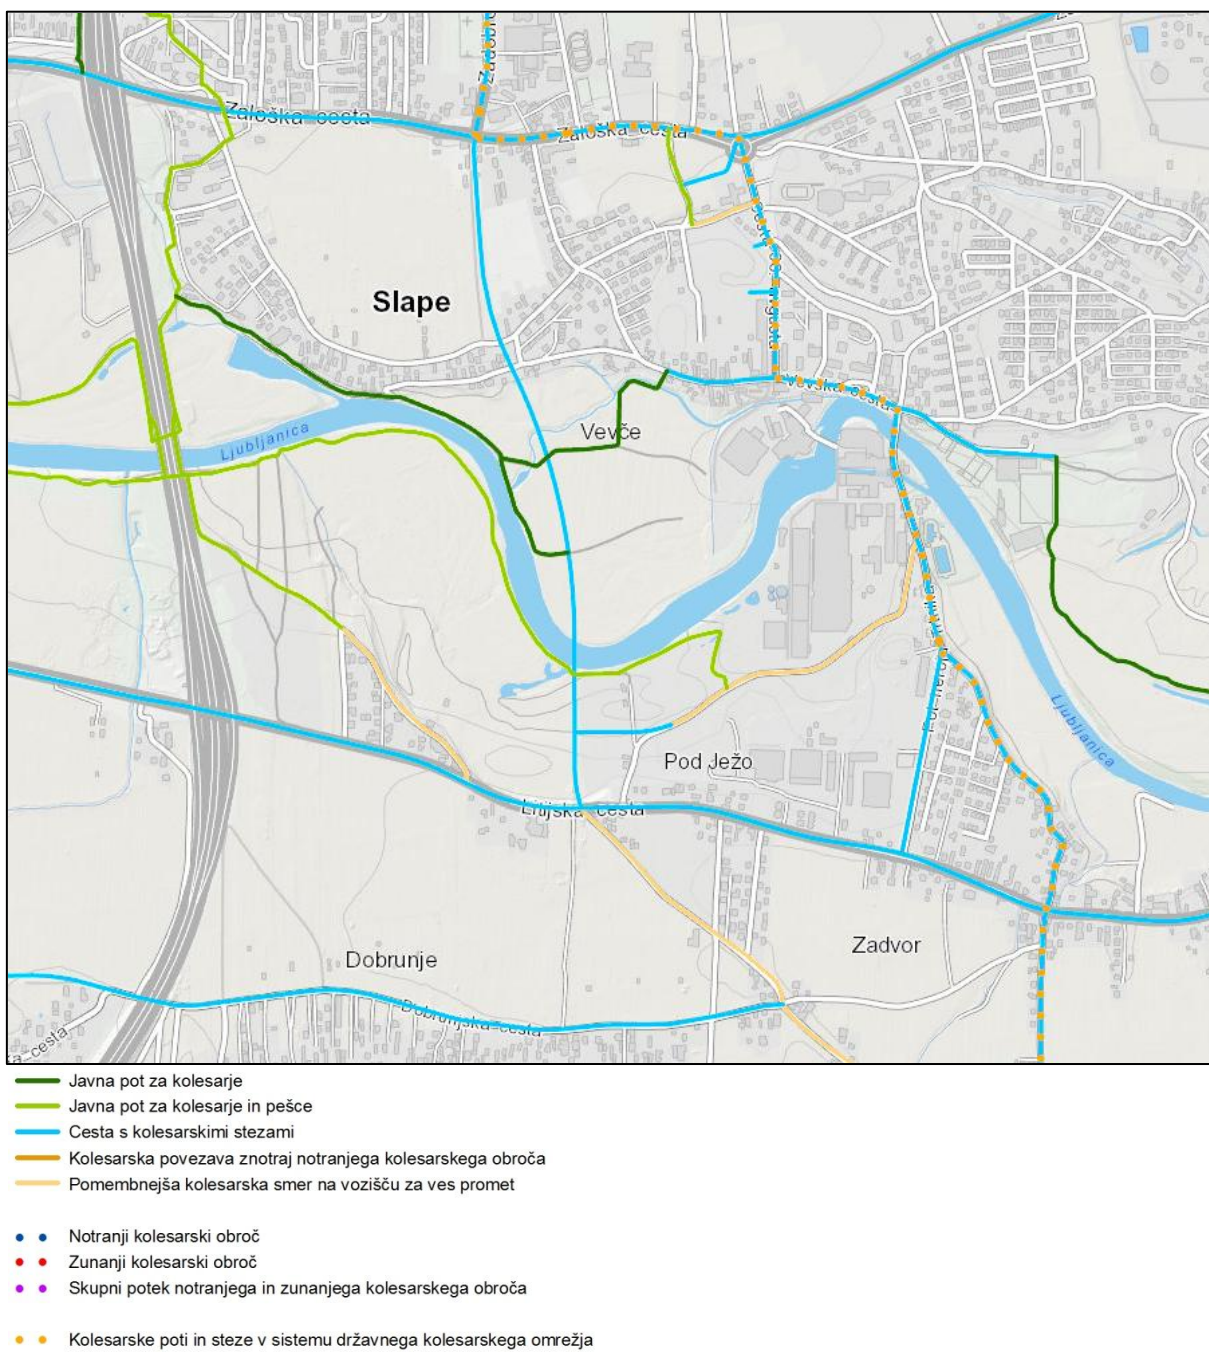 Zaloška cesta
Zaloška cesta
Slape
Vevška cesta
Ljubljanica
Vevče
Ljubljanica
Pod Ježo
Litijska cesta
Zadvor
Dobrunje
Dobrunjska cesta
ka cesta
Javna pot za kolesarje
Javna pot za kolesarje in pešce
Cesta s kolesarskimi stezami
Kolesarska povezava znotraj notranjega kolesarskega obroča
Pomembnejša kolesarska smer na vozišču za ves promet
Notranji kolesarski obroč
Zunanji kolesarski obroč
Skupni potek notranjega in zunanjega kolesarskega obroča
Kolesarske poti in steze v sistemu državnega kolesarskega omrežja